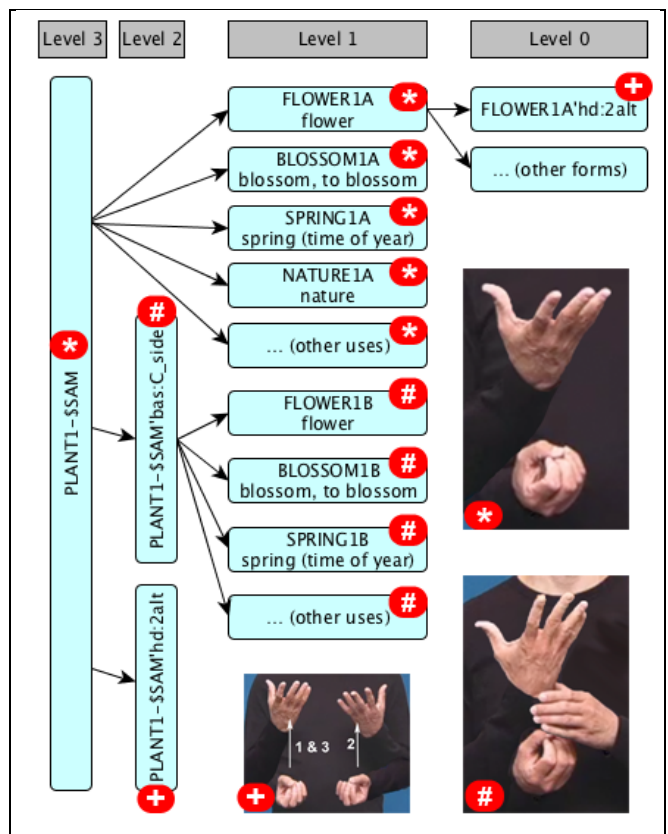 Level 3
Level 2
Level 1
Level 0
PLANT1-$SAM
*
PLANT1-$SAM'bas:C_side
#
PLANT1-$SAM'hd:2alt
+
FLOWER1A
flower
*
BLOSSOM1A
blossom, to blossom
*
SPRING1A
spring (time of year)
*
NATURE1A
nature
*
... (other uses)
*
FLOWER1B
flower
#
BLOSSOM1B
blossom, to blossom
#
SPRING1B
spring (time of year)
#
... (other uses)
#
FLOWER1A'hd:2alt
+
... (other forms)
*
1 & 3
2
+
#